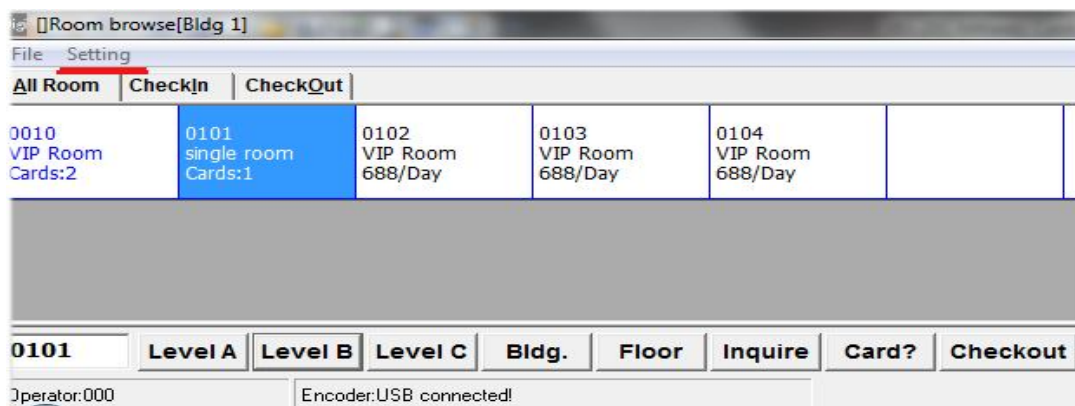 []Room browse[Bldg 1]
File Setting
All Room CheckIn CheckOut
0010 0101 0102 0103 0104
VIP Room single room VIP Room VIP Room VIP Room
Cards:2 Cards:1 688/Day 688/Day 688/Day
0101 Level A Level B Level C Bldg. Floor Inquire Card? Checkout
Operator:000 Encoder:USB connected!